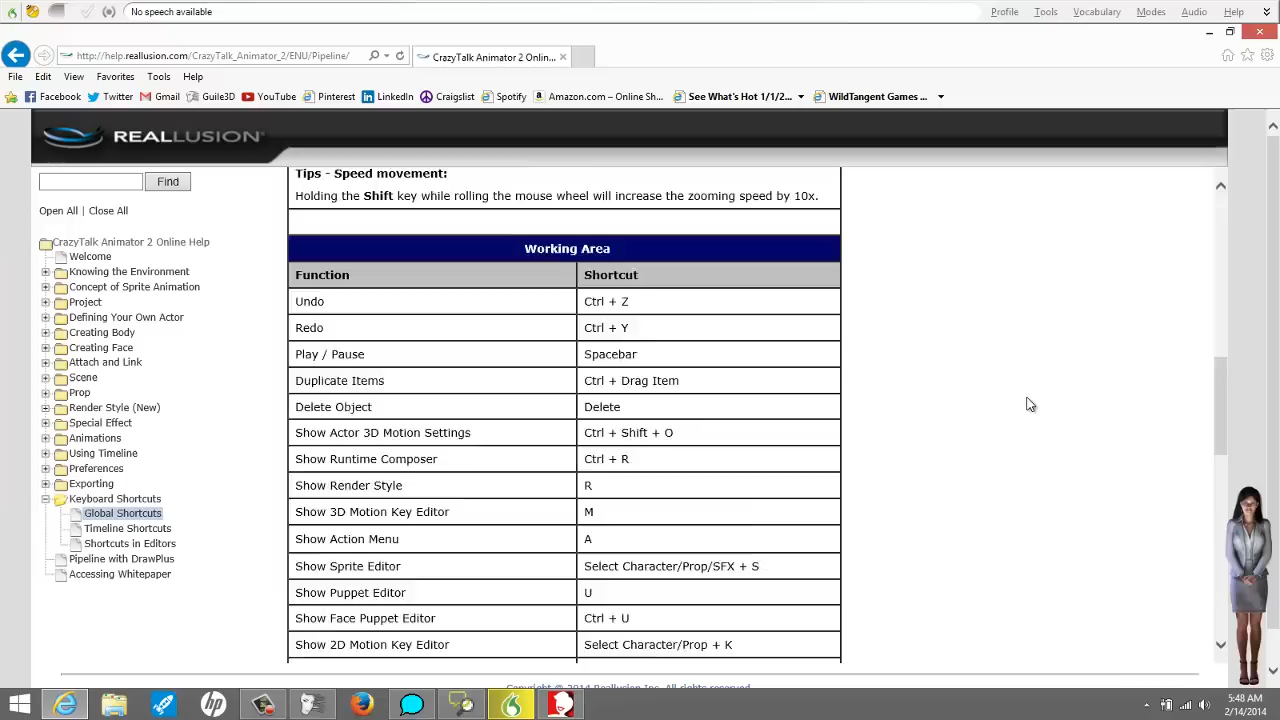 No speech available
Profile Tools Vocabulary Modes Audio Help
http://help.reallusion.com/CrazyTalk_Animator_2/ENU/Pipeline/
CrazyTalk Animator 2 Onlin...
File Edit View Favorites Tools Help
Facebook Twitter Gmail Guile3D YouTube Pinterest LinkedIn Craigslist Spotify Amazon.com – Online Sh... See What's Hot 1/1/2... WildTangent Games ...
REALLUSION
Find
Open All | Close All
CrazyTalk Animator 2 Online Help
Welcome
Knowing the Environment
Concept of Sprite Animation
Project
Defining Your Own Actor
Creating Body
Creating Face
Attach and Link
Scene
Prop
Render Style (New)
Special Effect
Animations
Using Timeline
Preferences
Exporting
Keyboard Shortcuts
Global Shortcuts
Timeline Shortcuts
Shortcuts in Editors
Pipeline with DrawPlus
Accessing Whitepaper
Tips - Speed movement:
Holding the Shift key while rolling the mouse wheel will increase the zooming speed by 10x.
Working Area
Function Shortcut
Undo Ctrl + Z
Redo Ctrl + Y
Play / Pause Spacebar
Duplicate Items Ctrl + Drag Item
Delete Object Delete
Show Actor 3D Motion Settings Ctrl + Shift + O
Show Runtime Composer Ctrl + R
Show Render Style R
Show 3D Motion Key Editor M
Show Action Menu A
Show Sprite Editor Select Character/Prop/SFX + S
Show Puppet Editor U
Show Face Puppet Editor Ctrl + U
Show 2D Motion Key Editor Select Character/Prop + K
Copyright © 2014 Reallusion Inc. All rights reserved.
5:48 AM
2/14/2014